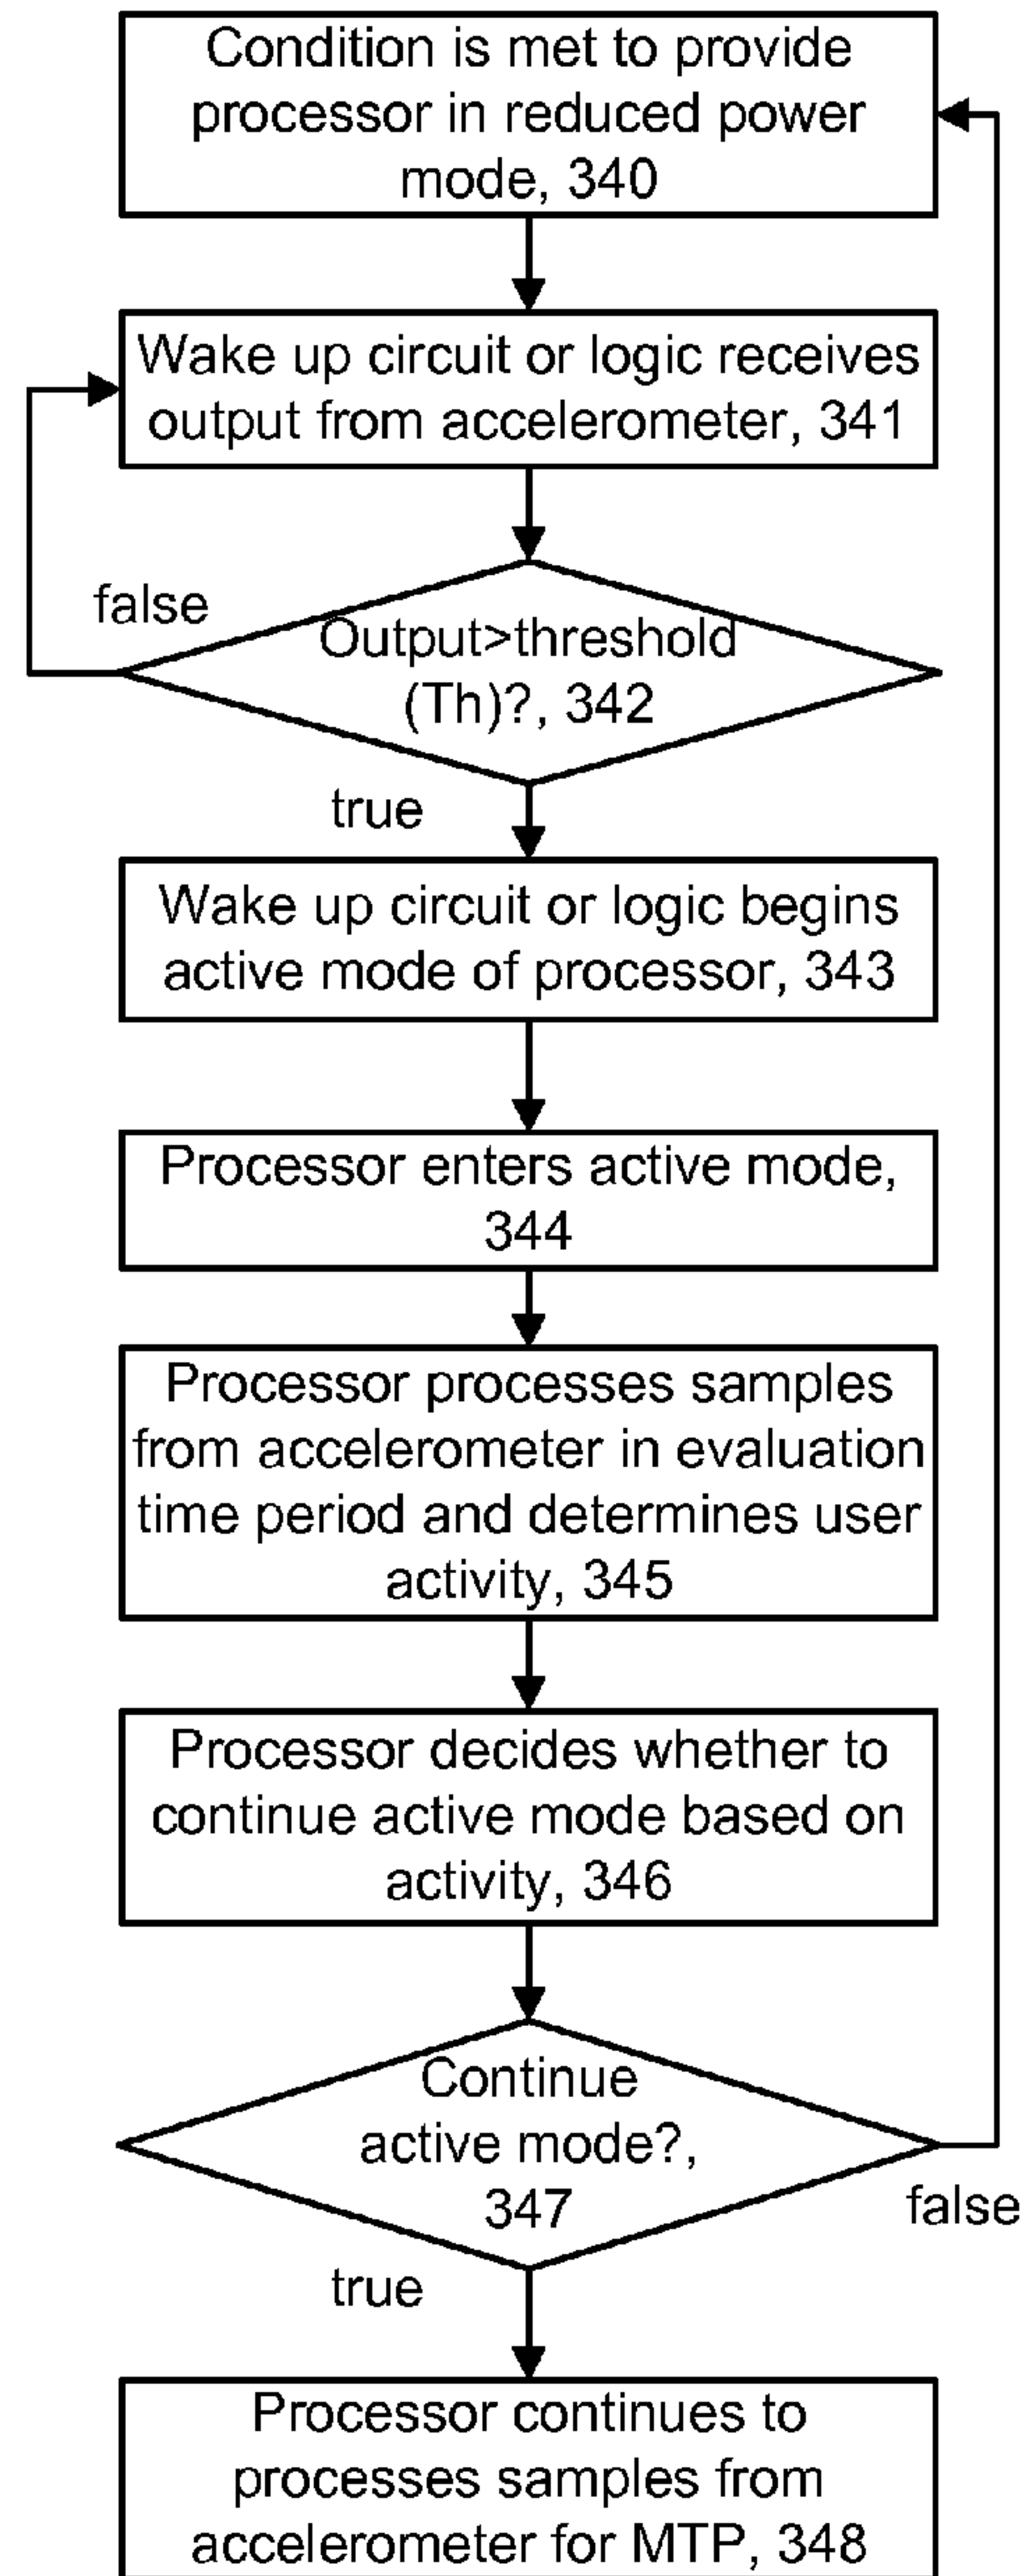 Condition is met to provide
processor in reduced power
mode, 340
Wake up circuit or logic receives
output from accelerometer, 341
false
Output>threshold
(Th)?, 342
true
Wake up circuit or logic begins
active mode of processor, 343
Processor enters active mode,
344
Processor processes samples
from accelerometer in evaluation
time period and determines user
activity, 345
Processor decides whether to
continue active mode based on
activity, 346
Continue
active mode?,
347
false
true
Processor continues to
processes samples from
accelerometer for MTP, 348